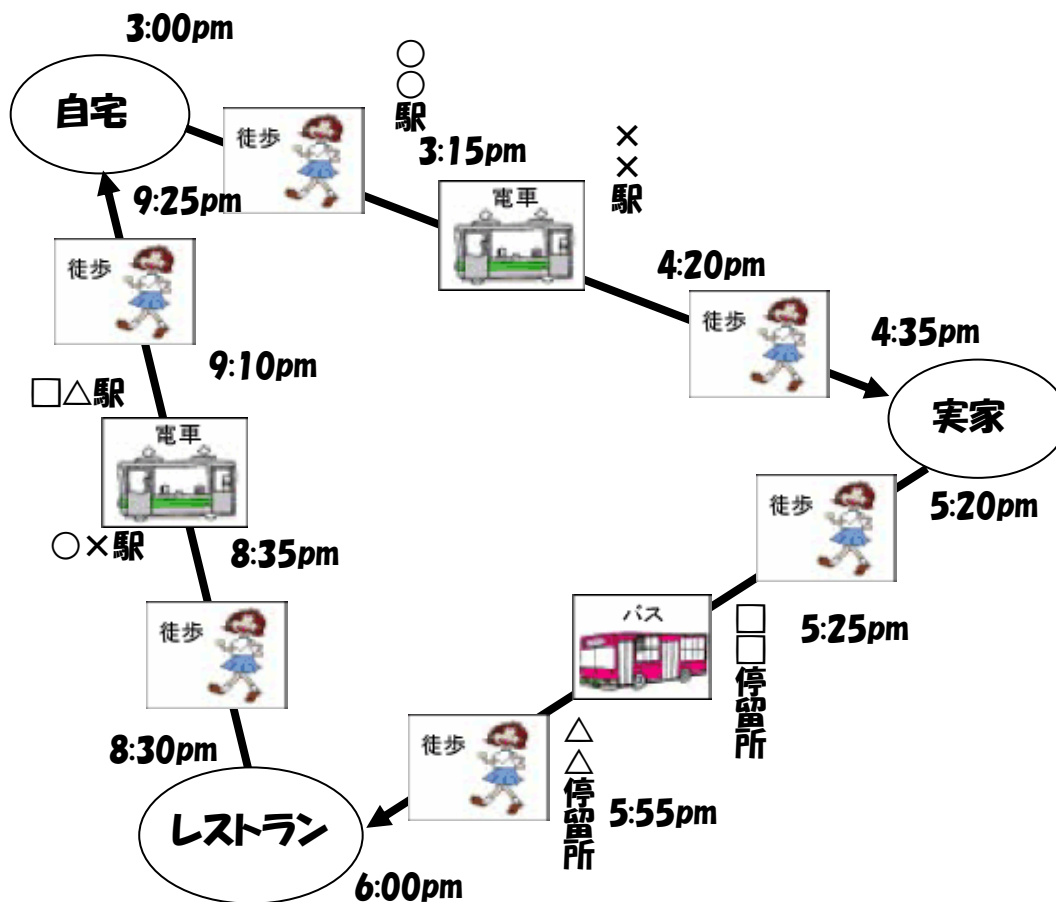 3:00pm
自宅
徒歩
○○駅
3:15pm
電車
××駅
4:20pm
徒歩
4:35pm
実家
5:20pm
徒歩
5:25pm
□□停留所
バス
△△停留所
5:55pm
徒歩
6:00pm
レストラン
8:30pm
徒歩
8:35pm
○×駅
電車
□△駅
9:10pm
徒歩
9:25pm